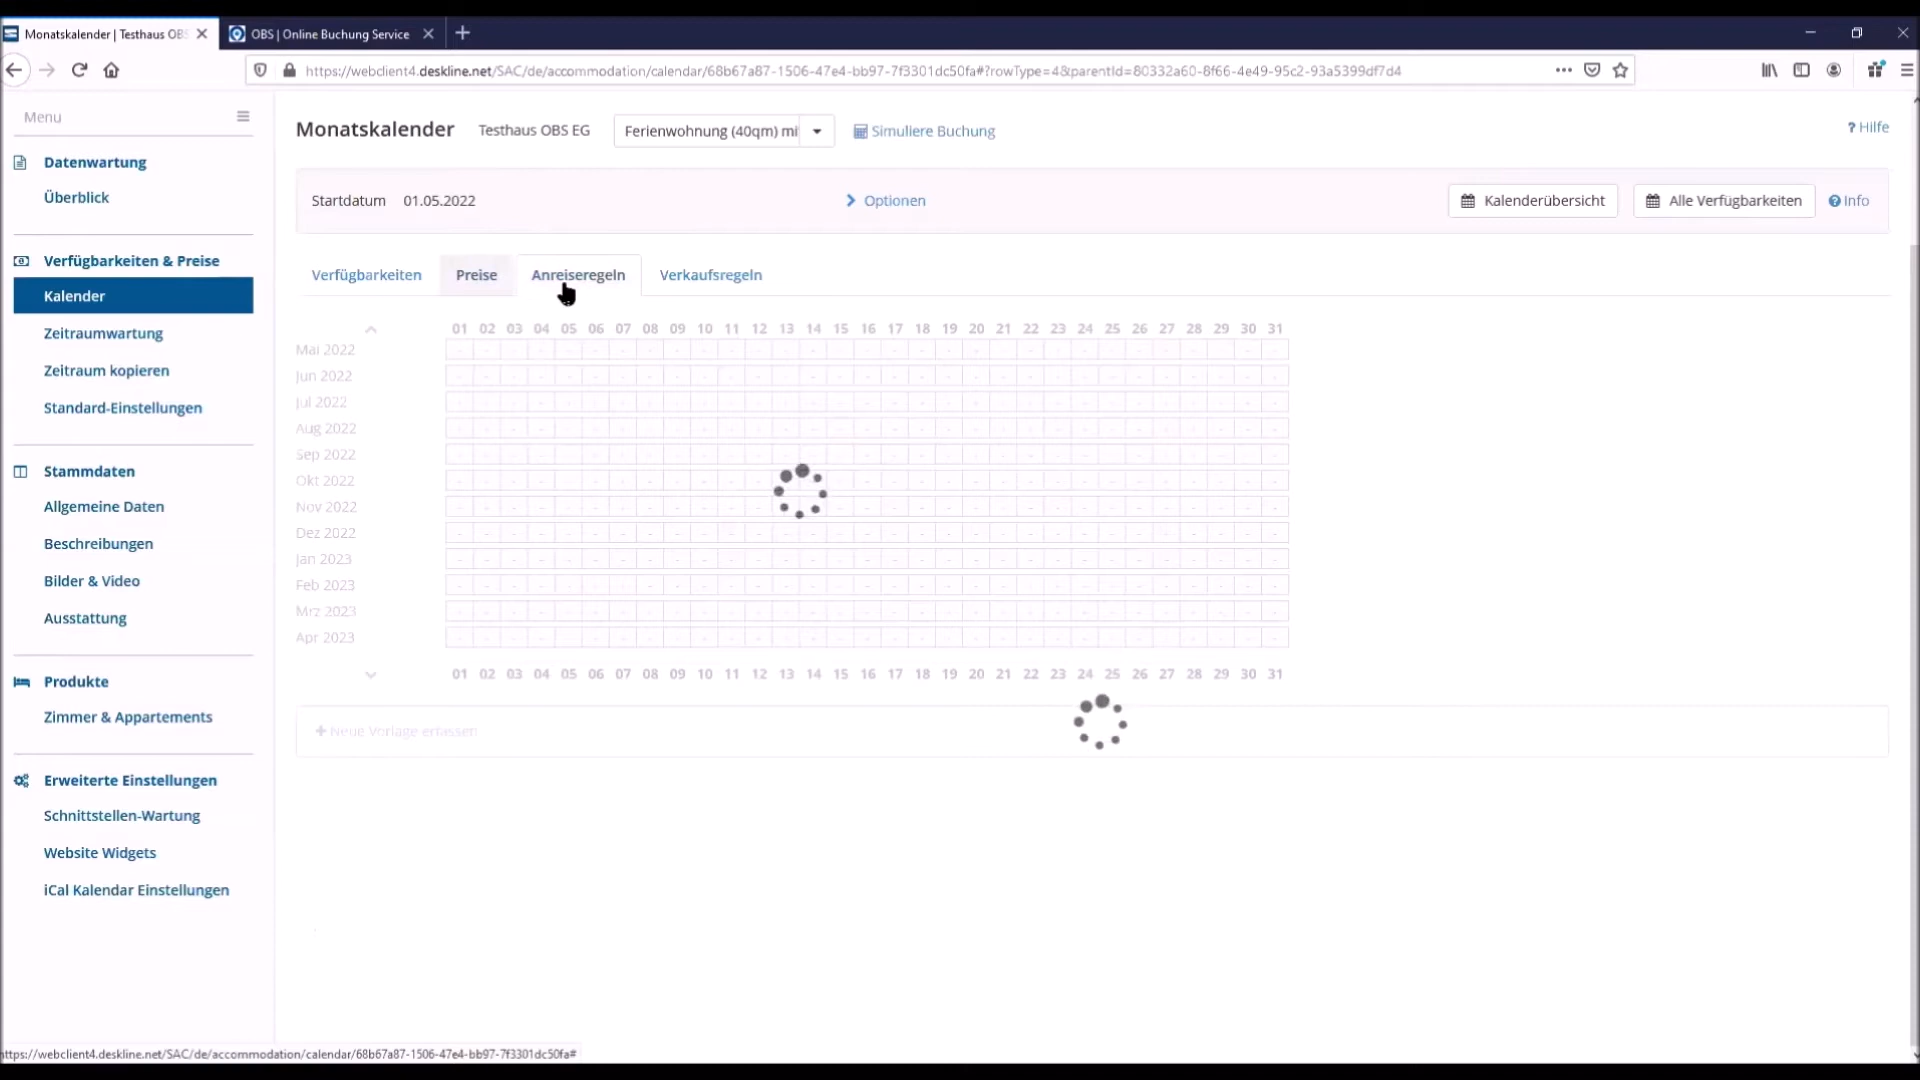 Monatskalender | Testhaus OBS
OBS | Online Buchung Service
https://webclient4.deskline.net/SAC/de/accommodation/calendar/68b67a87-1506-47e4-bb97-7f3301dc50fa#?rowType=4&parentId=80332a60-8f66-4e49-95c2-93a5399df7d4
Menu
Datenwartung
Überblick
Verfügbarkeiten & Preise
Kalender
Zeitraumwartung
Zeitraum kopieren
Standard-Einstellungen
Stammdaten
Allgemeine Daten
Beschreibungen
Bilder & Video
Ausstattung
Produkte
Zimmer & Appartements
Erweiterte Einstellungen
Schnittstellen-Wartung
Website Widgets
iCal Kalendar Einstellungen
Monatskalender Testhaus OBS EG Ferienwohnung (40qm) mi Simuliere Buchung
? Hilfe
Startdatum 01.05.2022 Optionen Kalenderübersicht Alle Verfügbarkeiten Info
Verfügbarkeiten Preise Anreiseregeln Verkaufsregeln
01 02 03 04 05 06 07 08 09 10 11 12 13 14 15 16 17 18 19 20 21 22 23 24 25 26 27 28 29 30 31
Mai 2022
Jun 2022
Jul 2022
Aug 2022
Sep 2022
Okt 2022
Nov 2022
Dez 2022
Jan 2023
Feb 2023
Mrz 2023
Apr 2023
01 02 03 04 05 06 07 08 09 10 11 12 13 14 15 16 17 18 19 20 21 22 23 24 25 26 27 28 29 30 31
+ Neue Vorlage erfassen
https://webclient4.deskline.net/SAC/de/accommodation/calendar/68b67a87-1506-47e4-bb97-7f3301dc50fa#